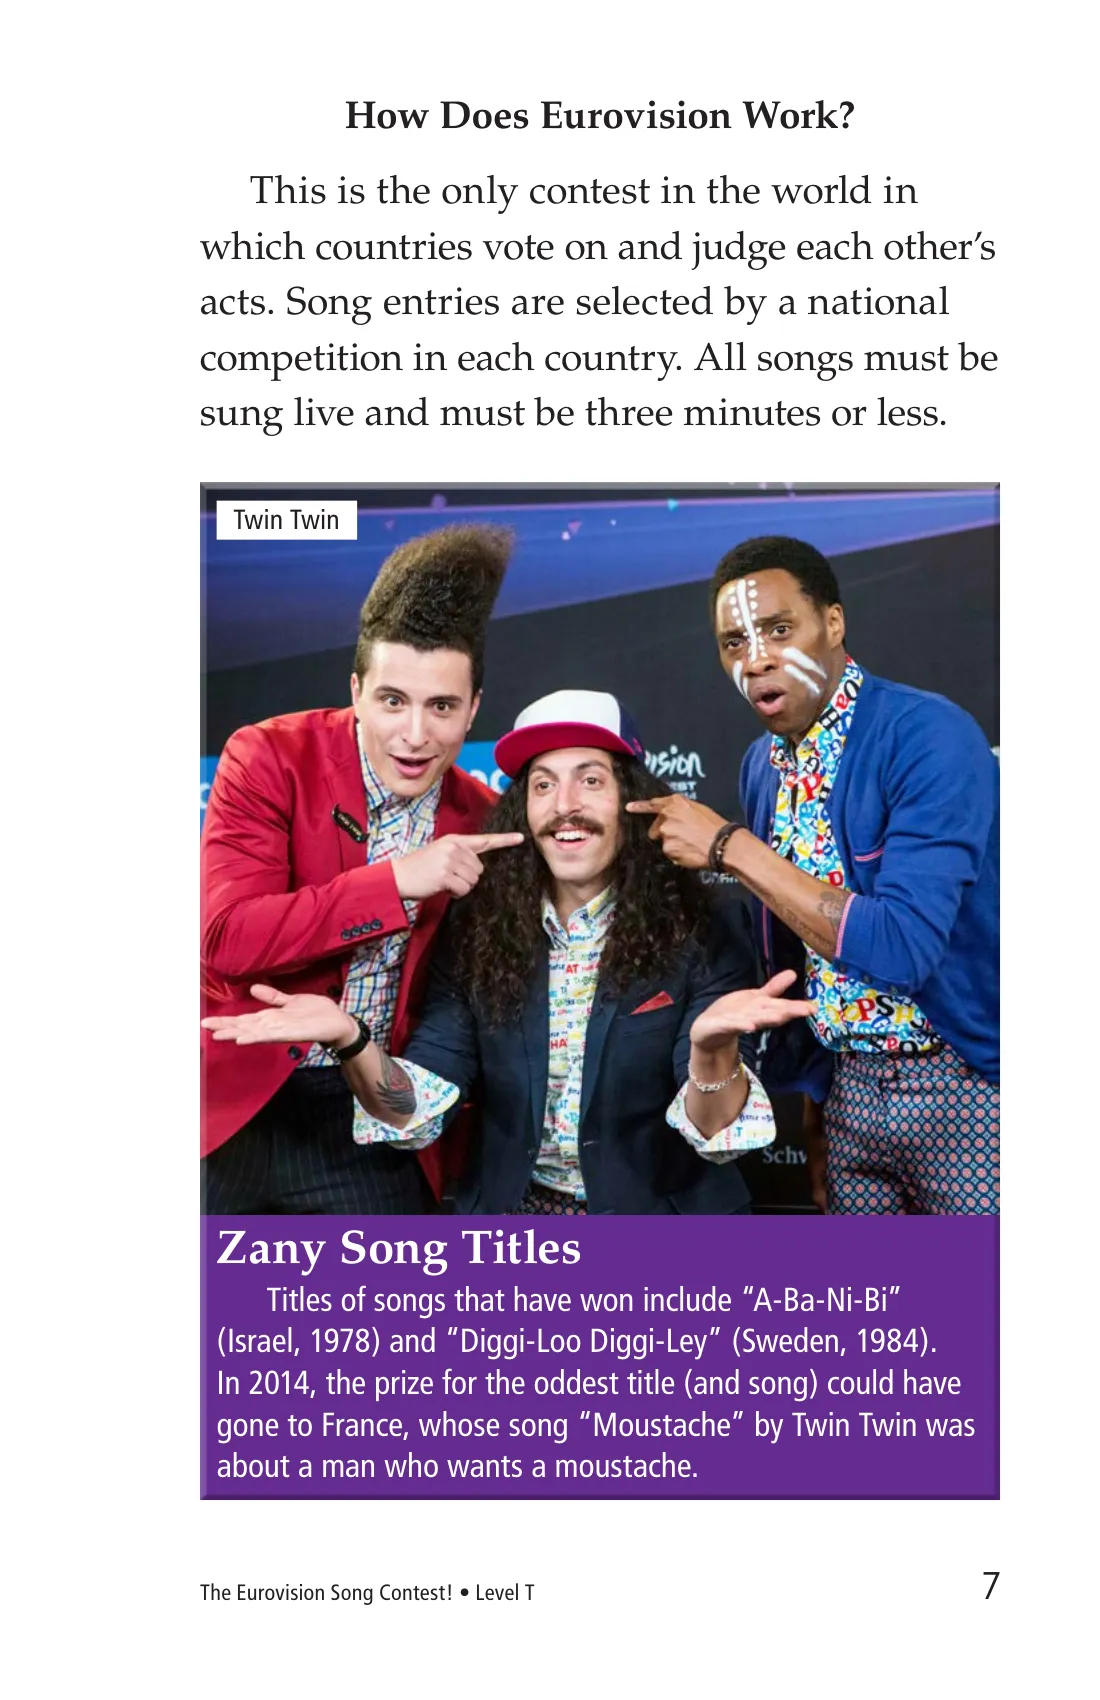 How Does Eurovision Work?
This is the only contest in the world in
which countries vote on and judge each other’s
acts. Song entries are selected by a national
competition in each country. All songs must be
sung live and must be three minutes or less.
Twin Twin
Zany Song Titles
Titles of songs that have won include “A-Ba-Ni-Bi”
(Israel, 1978) and “Diggi-Loo Diggi-Ley” (Sweden, 1984).
In 2014, the prize for the oddest title (and song) could have
gone to France, whose song “Moustache” by Twin Twin was
about a man who wants a moustache.
The Eurovision Song Contest! • Level T
7